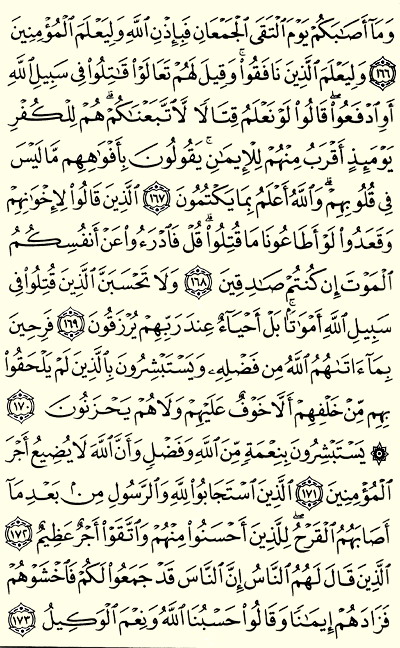 وَمَآ أَصَٰبَكُمۡ يَوۡمَ ٱلۡتَقَى ٱلۡجَمۡعَانِ فَبِإِذۡنِ ٱللَّهِ وَلِيَعۡلَمَ ٱلۡمُؤۡمِنِينَ
١٦٦ وَلِيَعۡلَمَ ٱلَّذِينَ نَافَقُواْۚ وَقِيلَ لَهُمۡ تَعَالَوۡاْ قَٰتِلُواْ فِي سَبِيلِ ٱللَّهِ
أَوِ ٱدۡفَعُواْۖ قَالُواْ لَوۡ نَعۡلَمُ قِتَالٗا لَّٱتَّبَعۡنَٰكُمۡۗ هُمۡ لِلۡكُفۡرِ
يَوۡمَئِذٍ أَقۡرَبُ مِنۡهُمۡ لِلۡإِيمَٰنِۚ يَقُولُونَ بِأَفۡوَٰهِهِم مَّا لَيۡسَ
فِي قُلُوبِهِمۡۚ وَٱللَّهُ أَعۡلَمُ بِمَا يَكۡتُمُونَ ١٦٧ ٱلَّذِينَ قَالُواْ لِإِخۡوَٰنِهِمۡ
وَقَعَدُواْ لَوۡ أَطَاعُونَا مَا قُتِلُواْۗ قُلۡ فَٱدۡرَءُواْ عَنۡ أَنفُسِكُمُ
ٱلۡمَوۡتَ إِن كُنتُمۡ صَٰدِقِينَ ١٦٨ وَلَا تَحۡسَبَنَّ ٱلَّذِينَ قُتِلُواْ فِي
سَبِيلِ ٱللَّهِ أَمۡوَٰتَۢاۚ بَلۡ أَحۡيَآءٌ عِندَ رَبِّهِمۡ يُرۡزَقُونَ ١٦٩ فَرِحِينَ
بِمَآ ءَاتَىٰهُمُ ٱللَّهُ مِن فَضۡلِهِۦ وَيَسۡتَبۡشِرُونَ بِٱلَّذِينَ لَمۡ يَلۡحَقُواْ
بِهِم مِّنۡ خَلۡفِهِمۡ أَلَّا خَوۡفٌ عَلَيۡهِمۡ وَلَا هُمۡ يَحۡزَنُونَ ١٧٠
۞ يَسۡتَبۡشِرُونَ بِنِعۡمَةٖ مِّنَ ٱللَّهِ وَفَضۡلٖ وَأَنَّ ٱللَّهَ لَا يُضِيعُ أَجۡرَ
ٱلۡمُؤۡمِنِينَ ١٧١ ٱلَّذِينَ ٱسۡتَجَابُواْ لِلَّهِ وَٱلرَّسُولِ مِنۢ بَعۡدِ مَآ
أَصَابَهُمُ ٱلۡقَرۡحُۚ لِلَّذِينَ أَحۡسَنُواْ مِنۡهُمۡ وَٱتَّقَوۡاْ أَجۡرٌ عَظِيمٌ ١٧٢
ٱلَّذِينَ قَالَ لَهُمُ ٱلنَّاسُ إِنَّ ٱلنَّاسَ قَدۡ جَمَعُواْ لَكُمۡ فَٱخۡشَوۡهُمۡ
فَزَادَهُمۡ إِيمَٰنٗا وَقَالُواْ حَسۡبُنَا ٱللَّهُ وَنِعۡمَ ٱلۡوَكِيلُ ١٧٣